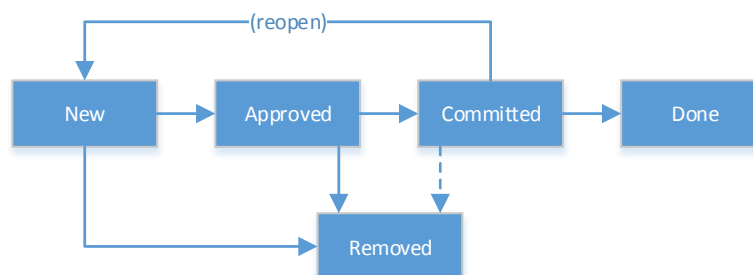 (reopen)
New
Approved
Committed
Done
Removed